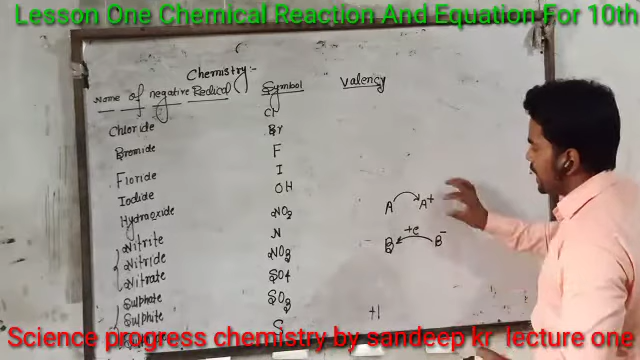 Lesson One Chemical Reaction And Equation For 10th
Chemistry:-
Name of negative Redical Symbol Valency
Chloride Cl
Bromide Br
Floride F
Iodide I
Hydroxide OH
Nitrite NO2
Nitride N
Nitrate NO3
Sulphate SO4
Sulphite SO3
S
A A+
+e
B B-
+1
Science progress chemistry by sandeep kr lecture one